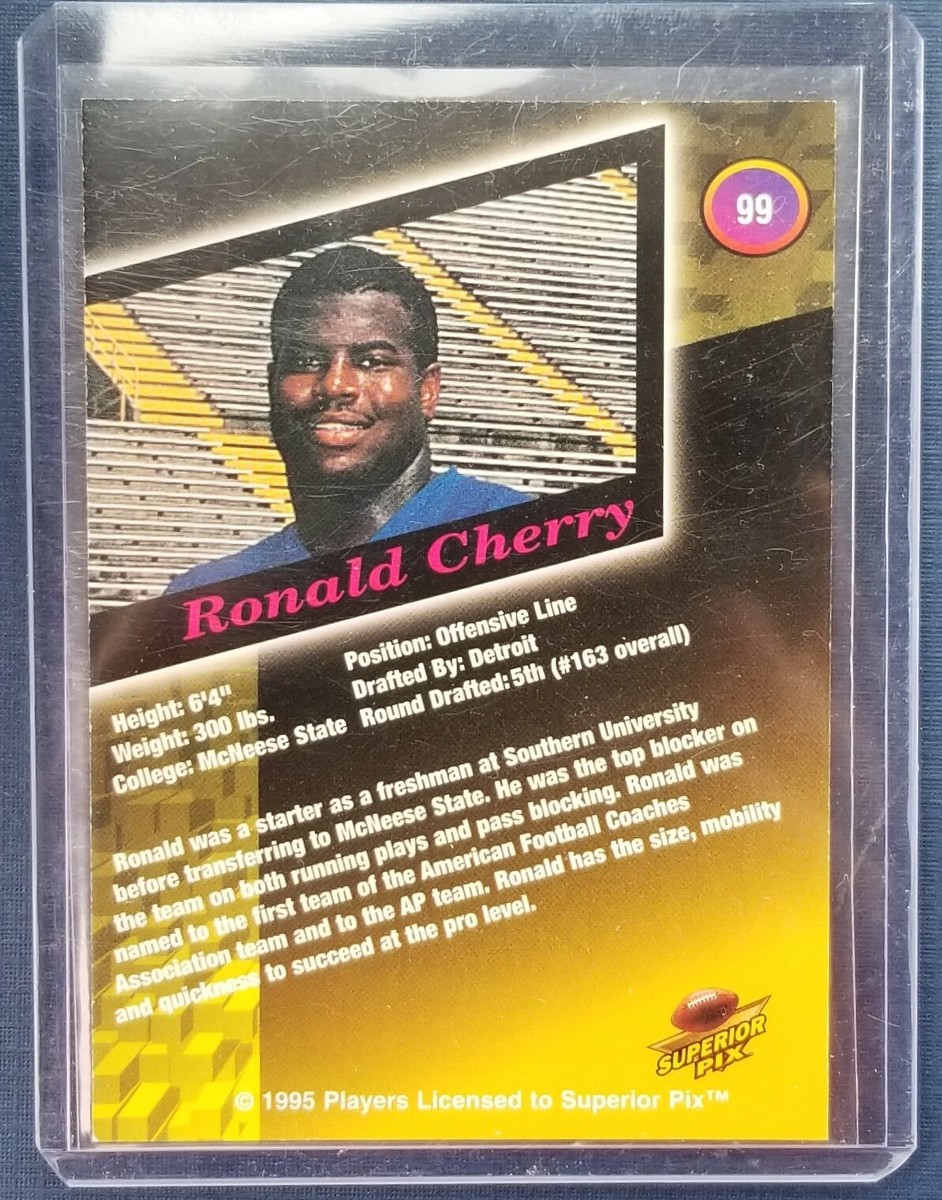 99
Ronald Cherry
Height: 6'4"
Weight: 300 lbs.
College: McNeese State
Position: Offensive Line
Drafted By: Detroit
Round Drafted: 5th (#163 overall)
Ronald was a starter as a freshman at Southern University
before transferring to McNeese State. He was the top blocker on
the team on both running plays and pass blocking. Ronald was
named to the first team of the American Football Coaches
Association team and to the AP team. Ronald has the size, mobility
and quickness to succeed at the pro level.
SUPERIOR
PIX
© 1995 Players Licensed to Superior Pix™